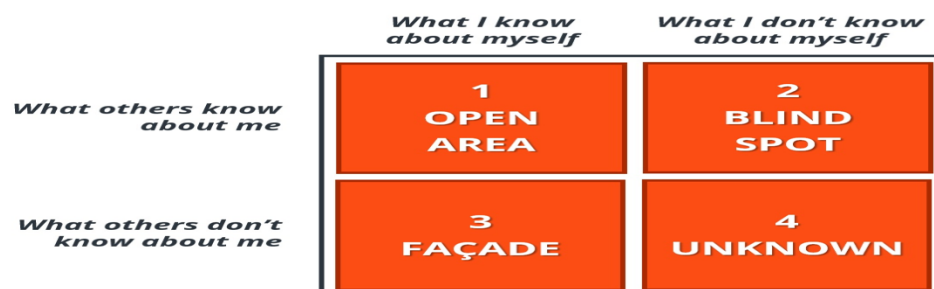 What I know
about myself
What I don't know
about myself
What others know
about me
1
OPEN
AREA
2
BLIND
SPOT
What others don't
know about me
3
FAÇADE
4
UNKNOWN